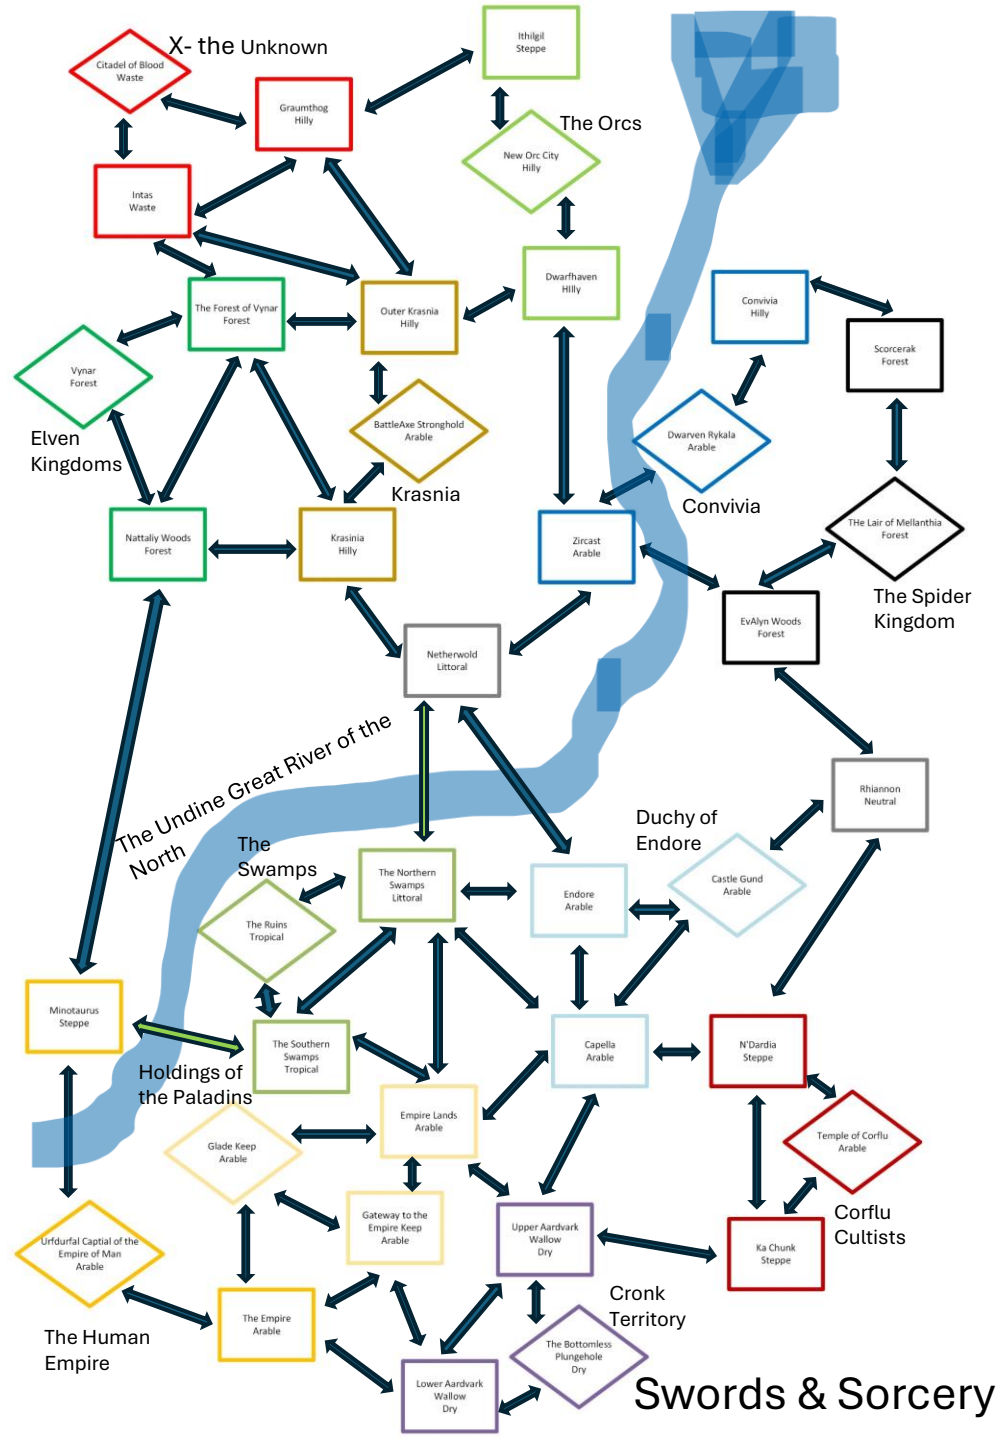 X- the Unknown
Citadel of Blood
Waste
Graumthog
Hilly
Ithilgil
Steppe
The Orcs
New Orc City
Hilly
Intas
Waste
The Forest of Vynar
Forest
Outer Krasnia
Hilly
Dwarfhaven
HIlly
Convivia
Hilly
Scorcerak
Forest
Vynar
Forest
Elven
Kingdoms
BattleAxe Stronghold
Arable
Krasnia
Dwarven Rykala
Arable
Convivia
Nattaliy Woods
Forest
Krasinia
Hilly
Zircast
Arable
THe Lair of Mellanthia
Forest
The Spider
Kingdom
EvAlyn Woods
Forest
Netherwold
Littoral
The Undine Great River of the
North
Rhiannon
Neutral
Duchy of
Endore
The
Swamps
The Northern
Swamps
Littoral
Endore
Arable
Castle Gund
Arable
The Ruins
Tropical
Minotaurus
Steppe
The Southern
Swamps
Tropical
Capella
Arable
N'Dardia
Steppe
Holdings of
the Paladins
Empire Lands
Arable
Glade Keep
Arable
Temple of Corflu
Arable
Corflu
Cultists
Urfdurfal Captial of the
Empire of Man
Arable
Gateway to the
Empire Keep
Arable
Upper Aardvark
Wallow
Dry
Ka Chunk
Steppe
The Human
Empire
The Empire
Arable
Cronk
Territory
The Bottomless
Plungehole
Dry
Lower Aardvark
Wallow
Dry
Swords & Sorcery